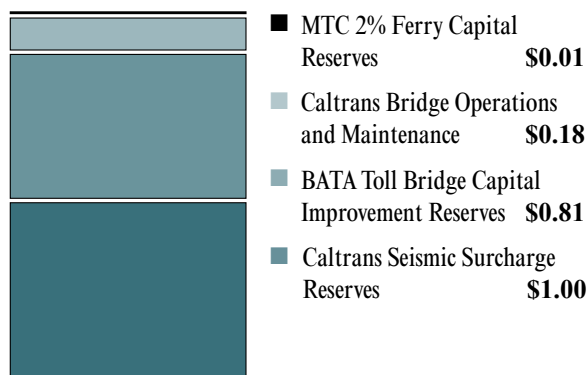 MTC 2% Ferry Capital
Reserves $0.01
Caltrans Bridge Operations
and Maintenance $0.18
BATA Toll Bridge Capital
Improvement Reserves $0.81
Caltrans Seismic Surcharge
Reserves $1.00